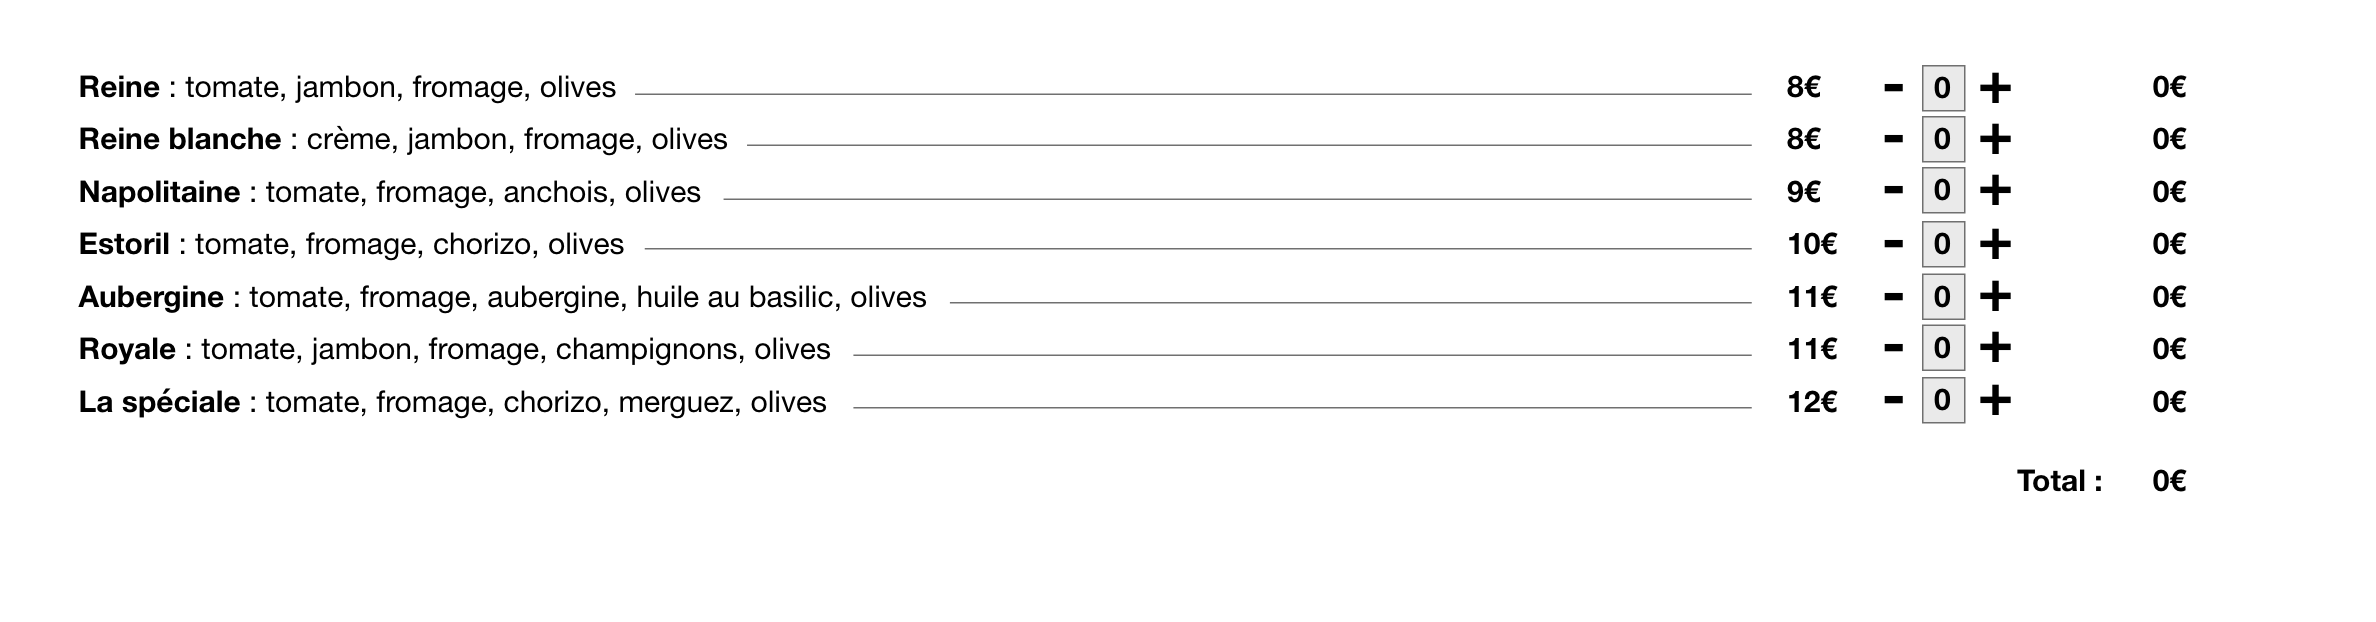 Reine : tomate, jambon, fromage, olives 8€ - 0 + 0€
Reine blanche : crème, jambon, fromage, olives 8€ - 0 + 0€
Napolitaine : tomate, fromage, anchois, olives 9€ - 0 + 0€
Estoril : tomate, fromage, chorizo, olives 10€ - 0 + 0€
Aubergine : tomate, fromage, aubergine, huile au basilic, olives 11€ - 0 + 0€
Royale : tomate, jambon, fromage, champignons, olives 11€ - 0 + 0€
La spéciale : tomate, fromage, chorizo, merguez, olives 12€ - 0 + 0€
Total : 0€